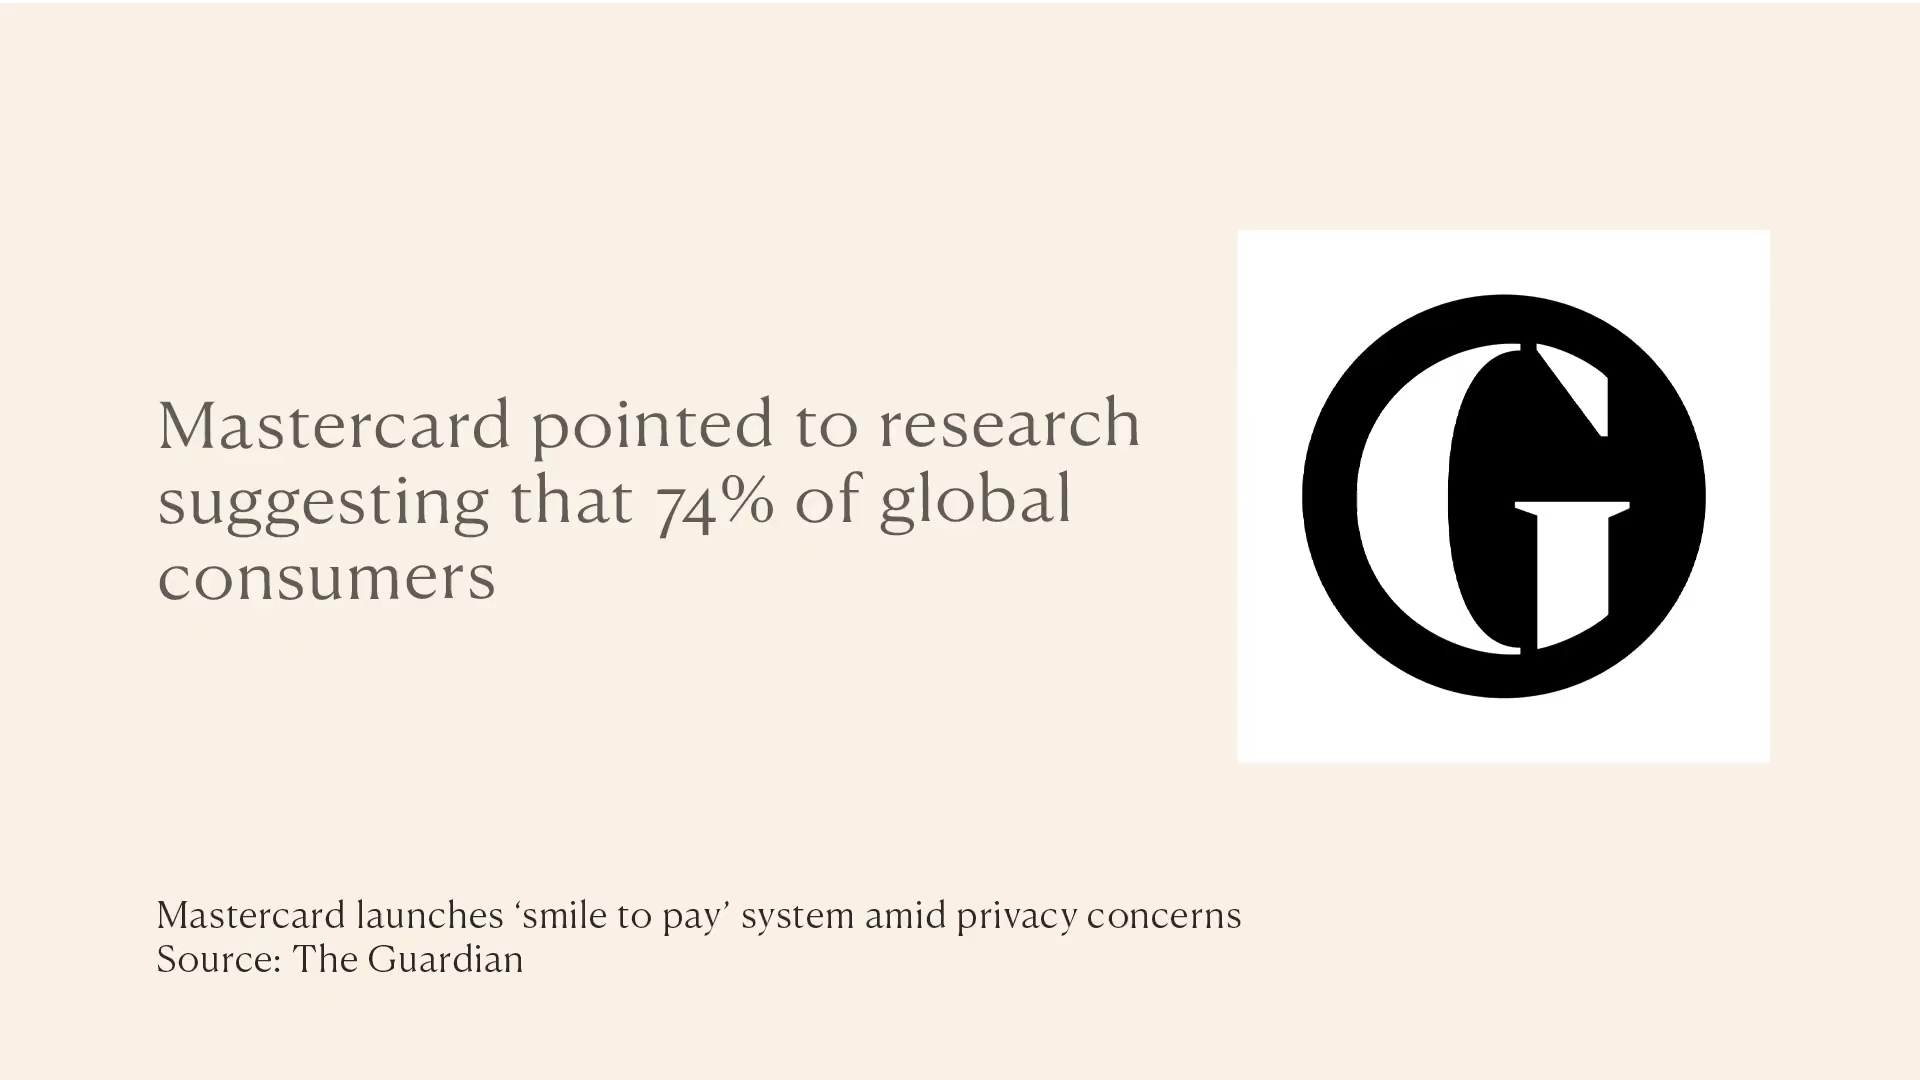 Mastercard pointed to research
suggesting that 74% of global
consumers
G
Mastercard launches ‘smile to pay’ system amid privacy concerns
Source: The Guardian